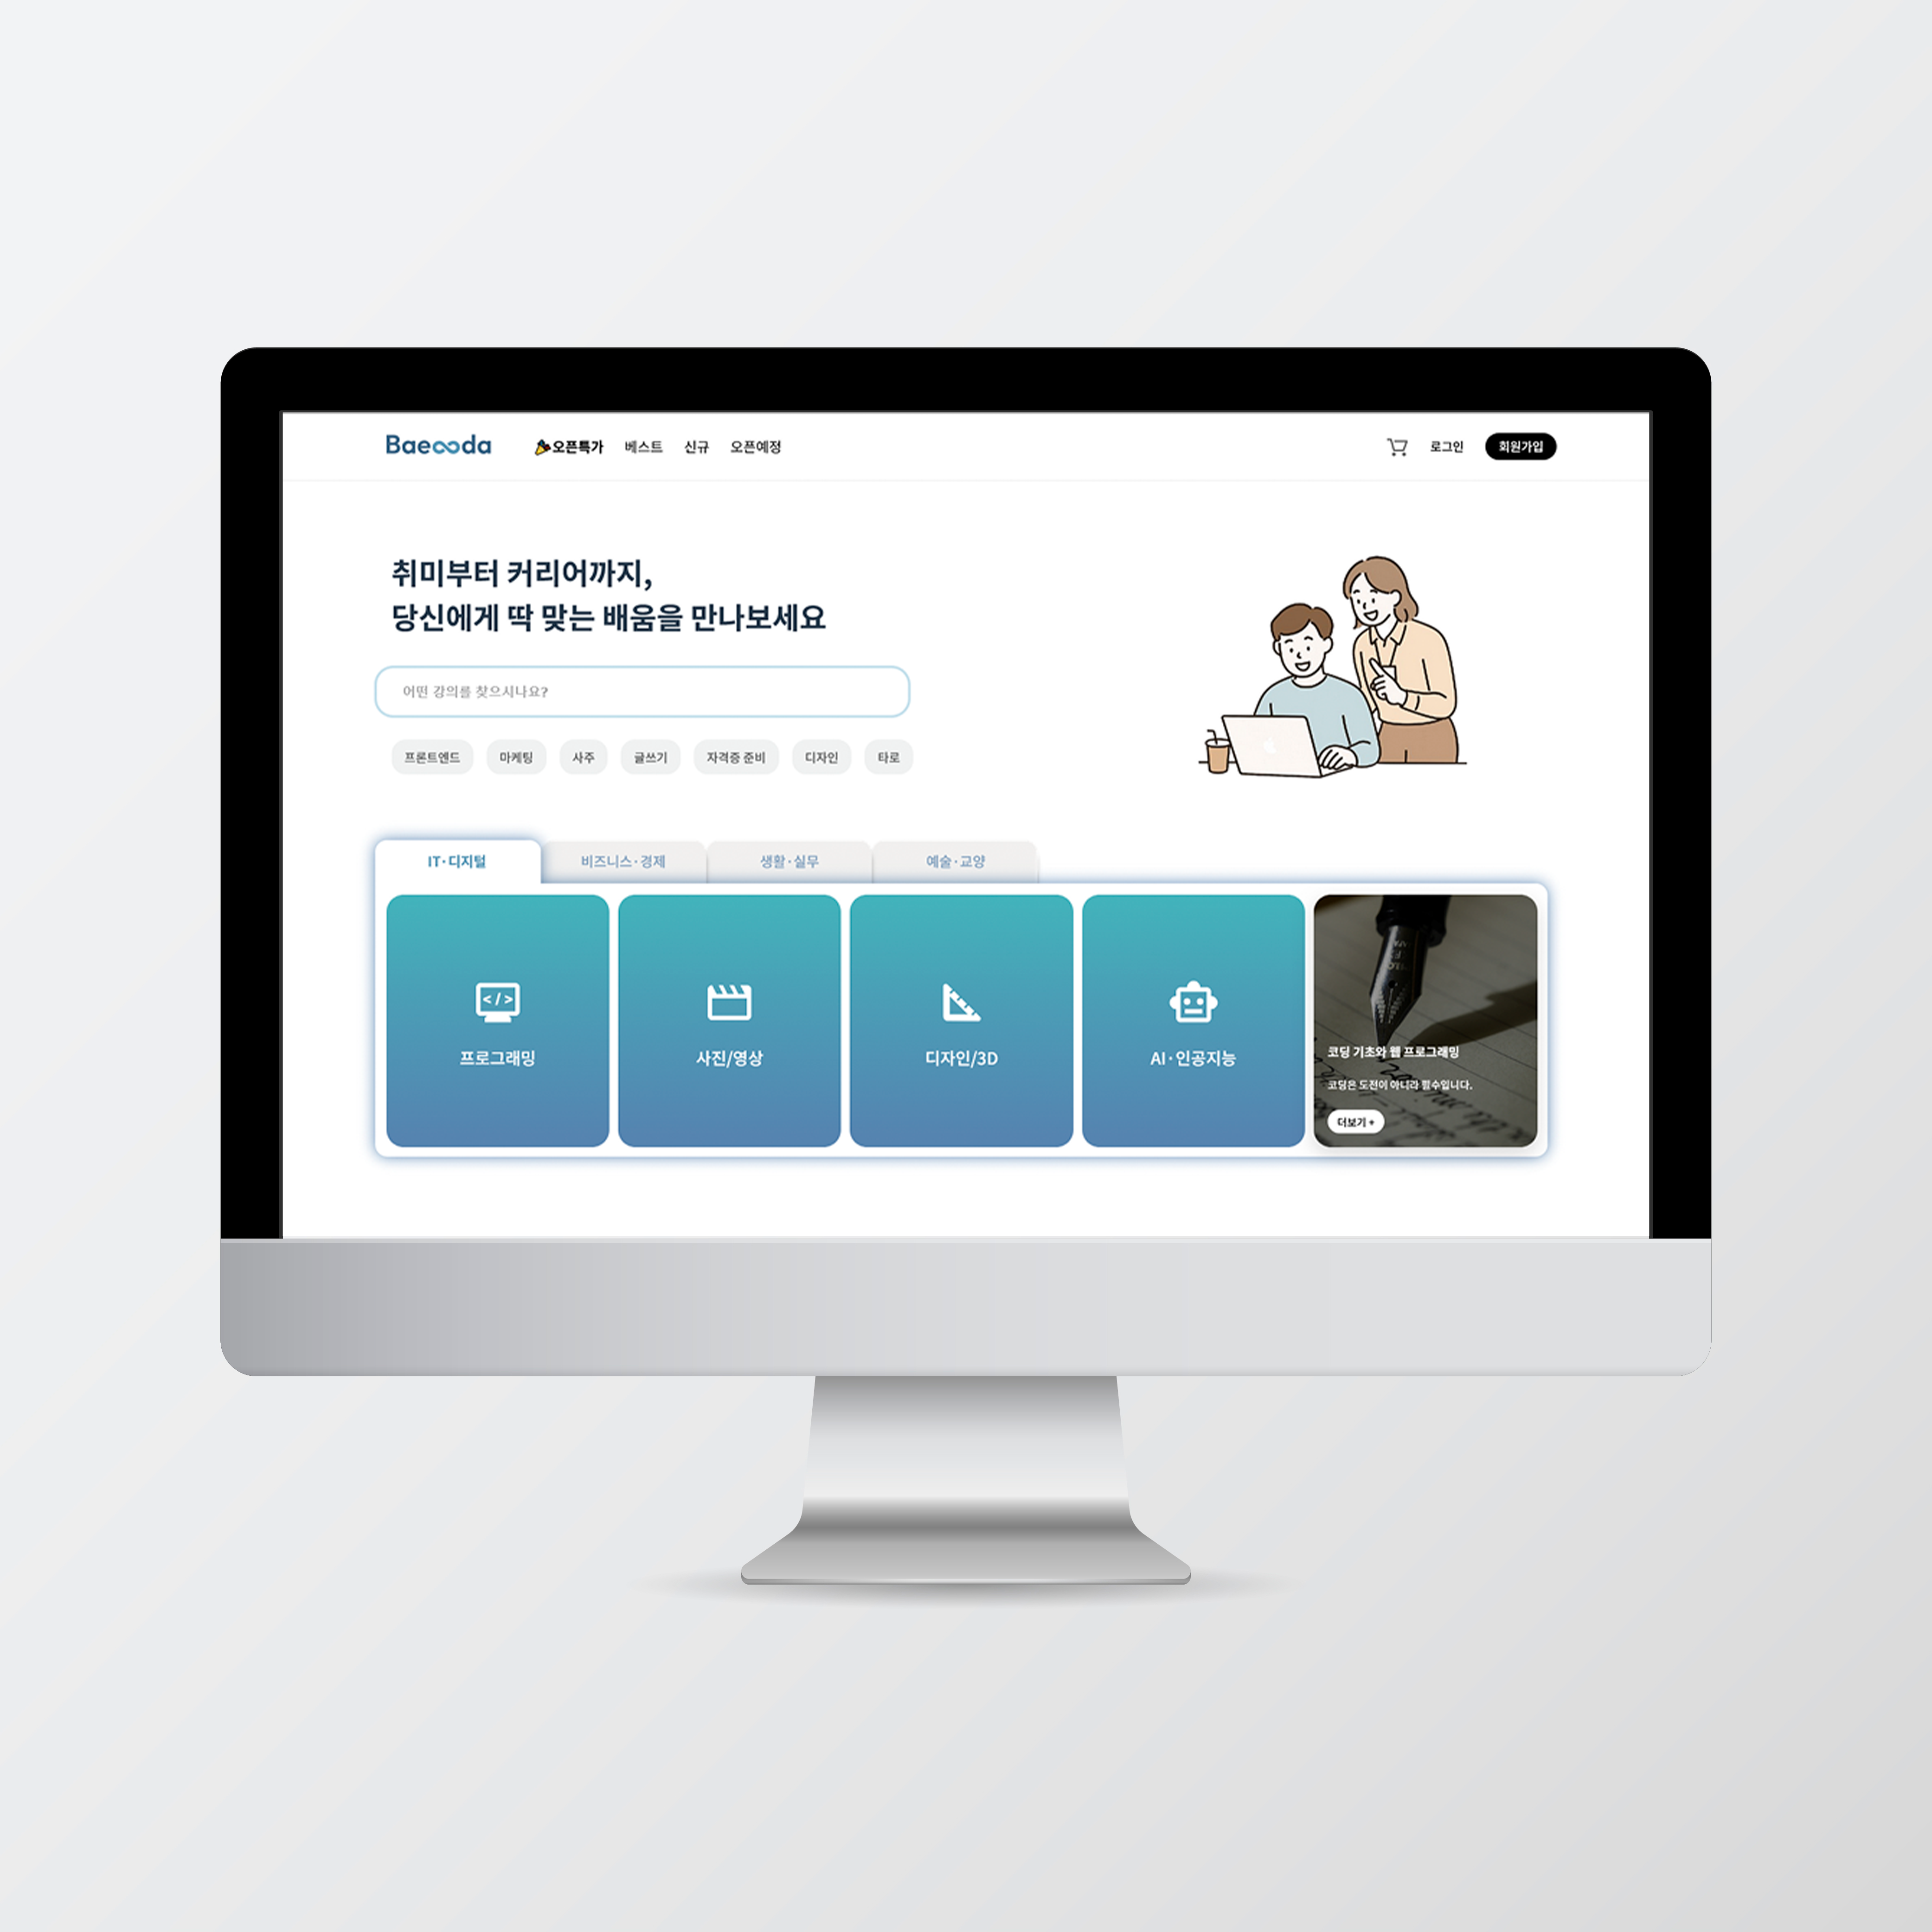 Baecoda
오픈특가 베스트 신규 오픈예정
로그인 회원가입
취미부터 커리어까지,
당신에게 딱 맞는 배움을 만나보세요
어떤 강의를 찾으시나요?
프론트엔드 마케팅 사주 글쓰기 자격증 준비 디자인 타로
IT·디지털 비즈니스·경제 생활·실무 예술·교양
</>
프로그래밍
사진/영상
디자인/3D
AI·인공지능
코딩 기초와 웹 프로그래밍
코딩은 도전이 아니라 필수입니다.
더보기 +